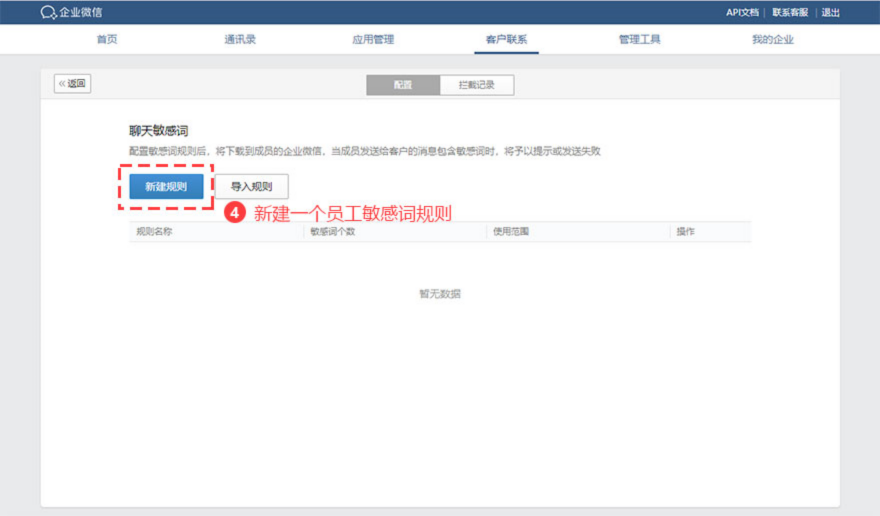 企业微信
API文档 | 联系客服 | 退出
首页 通讯录 应用管理 客户联系 管理工具 我的企业
« 返回
配置 拦截记录
聊天敏感词
配置敏感词规则后，将下载到成员的企业微信，当成员发送给客户的消息包含敏感词时，将予以提示或发送失败
新建规则 导入规则
4 新建一个员工敏感词规则
规则名称 敏感词个数 使用范围 操作
暂无数据